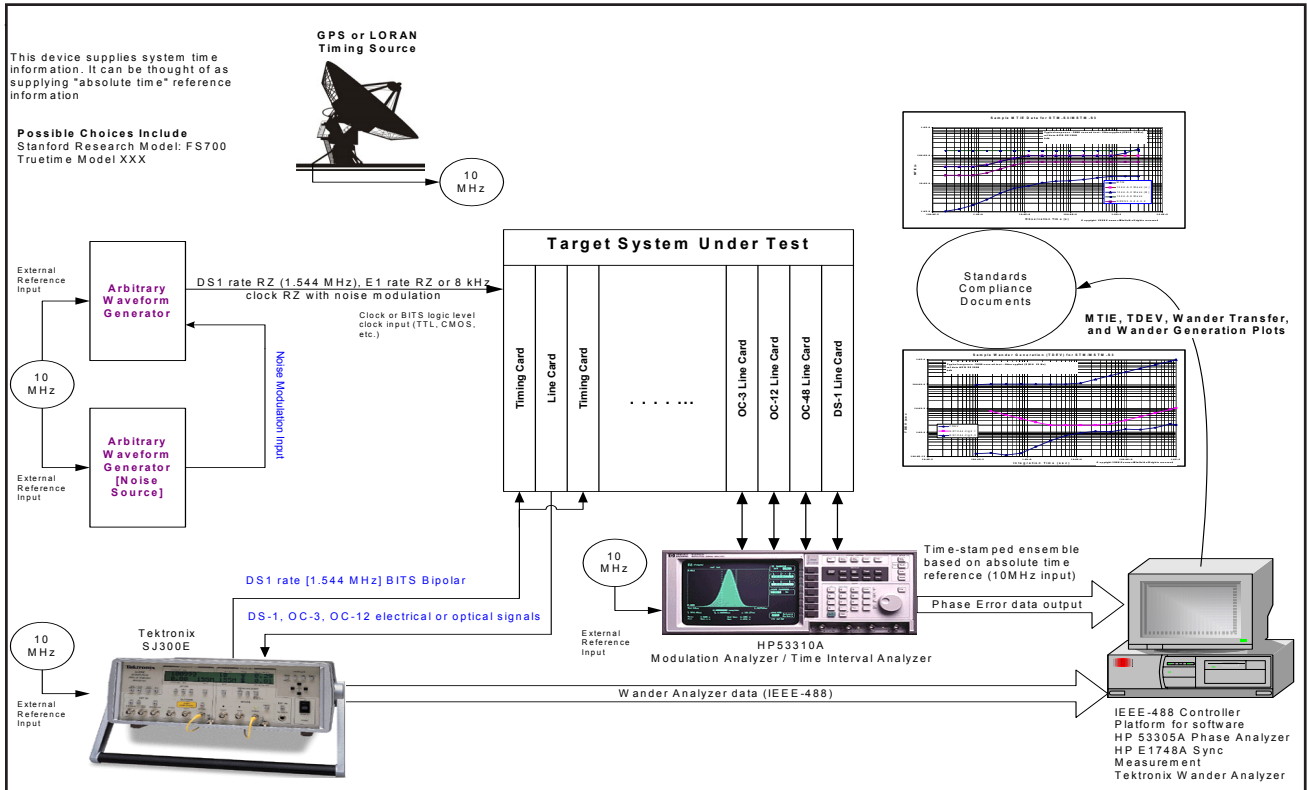 GPS or LORAN
Timing Source
This device supplies system time
information. It can be thought of as
supplying "absolute time" reference
information
Possible Choices Include
Stanford Research Model: FS700
Truetime Model XXX
10
MHz
Target System Under Test
Timing Card
Line Card
Timing Card
. . . . ...
OC-3 Line Card
OC-12 Line Card
OC-48 Line Card
DS-1 Line Card
External
Reference
Input
Arbitrary
Waveform
Generator
DS1 rate RZ (1.544 MHz), E1 rate RZ or 8 kHz
clock RZ with noise modulation
Clock or BITS logic level
clock input (TTL, CMOS,
etc.)
Noise Modulation Input
10
MHz
Arbitrary
Waveform
Generator
[Noise
Source]
External
Reference
Input
Standards
Compliance
Documents
MTIE, TDEV, Wander Transfer,
and Wander Generation Plots
Integration Time (sec)
DS1 rate [1.544 MHz] BITS Bipolar
DS-1, OC-3, OC-12 electrical or optical signals
10
MHz
External
Reference
Input
Tektronix
SJ300E
10
MHz
External
Reference
Input
HP53310A
Modulation Analyzer / Time Interval Analyzer
Time-stamped ensemble
based on absolute time
reference (10MHz input)
Phase Error data output
Wander Analyzer data (IEEE-488)
IEEE-488 Controller
Platform for software
HP 53305A Phase Analyzer
HP E1748A Sync
Measurement
Tektronix Wander Analyzer